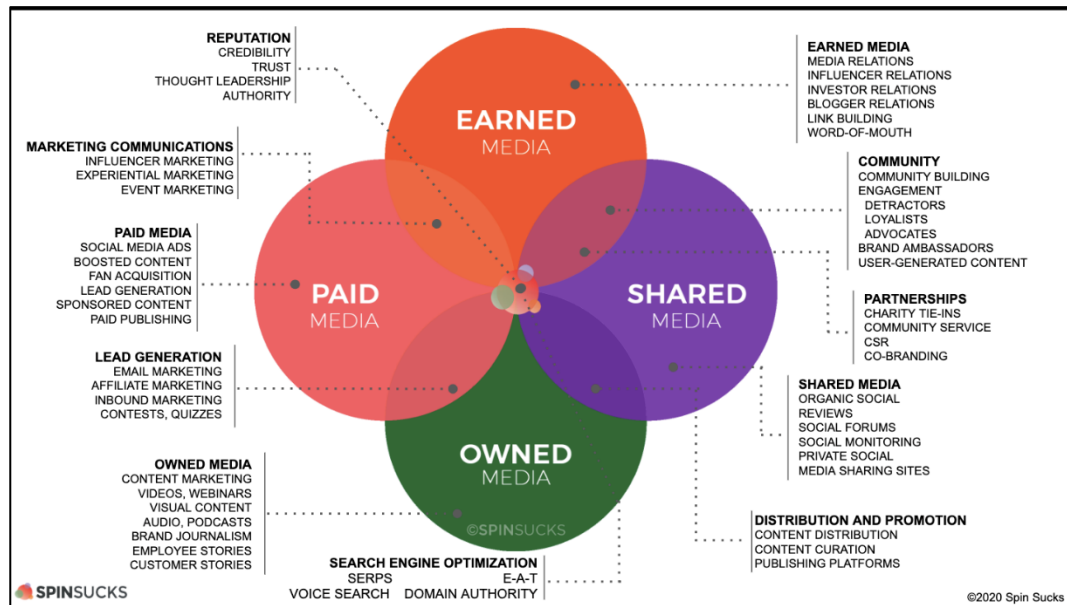 REPUTATION
CREDIBILITY
TRUST
THOUGHT LEADERSHIP
AUTHORITY
MARKETING COMMUNICATIONS
INFLUENCER MARKETING
EXPERIENTIAL MARKETING
EVENT MARKETING
PAID MEDIA
SOCIAL MEDIA ADS
BOOSTED CONTENT
FAN ACQUISITION
LEAD GENERATION
SPONSORED CONTENT
PAID PUBLISHING
LEAD GENERATION
EMAIL MARKETING
AFFILIATE MARKETING
INBOUND MARKETING
CONTESTS, QUIZZES
OWNED MEDIA
CONTENT MARKETING
VIDEOS, WEBINARS
VISUAL CONTENT
AUDIO, PODCASTS
BRAND JOURNALISM
EMPLOYEE STORIES
CUSTOMER STORIES
EARNED
MEDIA
PAID
MEDIA
SHARED
MEDIA
OWNED
MEDIA
©SPINSUCKS
SEARCH ENGINE OPTIMIZATION
SERPS E-A-T
VOICE SEARCH DOMAIN AUTHORITY
EARNED MEDIA
MEDIA RELATIONS
INFLUENCER RELATIONS
INVESTOR RELATIONS
BLOGGER RELATIONS
LINK BUILDING
WORD-OF-MOUTH
COMMUNITY
COMMUNITY BUILDING
ENGAGEMENT
DETRACTORS
LOYALISTS
ADVOCATES
BRAND AMBASSADORS
USER-GENERATED CONTENT
PARTNERSHIPS
CHARITY TIE-INS
COMMUNITY SERVICE
CSR
CO-BRANDING
SHARED MEDIA
ORGANIC SOCIAL
REVIEWS
SOCIAL FORUMS
SOCIAL MONITORING
PRIVATE SOCIAL
MEDIA SHARING SITES
DISTRIBUTION AND PROMOTION
CONTENT DISTRIBUTION
CONTENT CURATION
PUBLISHING PLATFORMS
SPINSUCKS
©2020 Spin Sucks